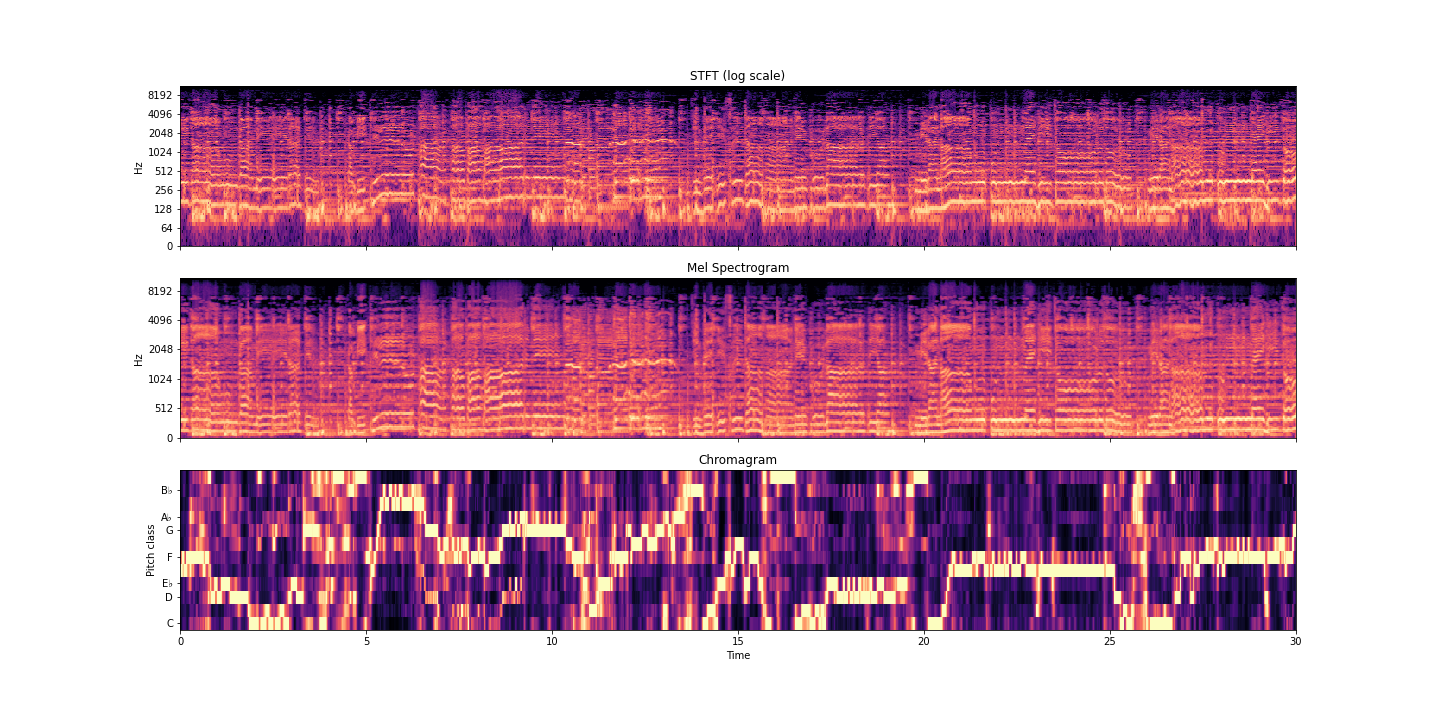 STFT (log scale)
8192
4096
2048
1024
512
256
128
64
0
Hz
Mel Spectrogram
8192
4096
2048
1024
512
0
Hz
Chromagram
B♭
A♭
G
F
E♭
D
C
Pitch class
0 5 10 15 20 25 30
Time